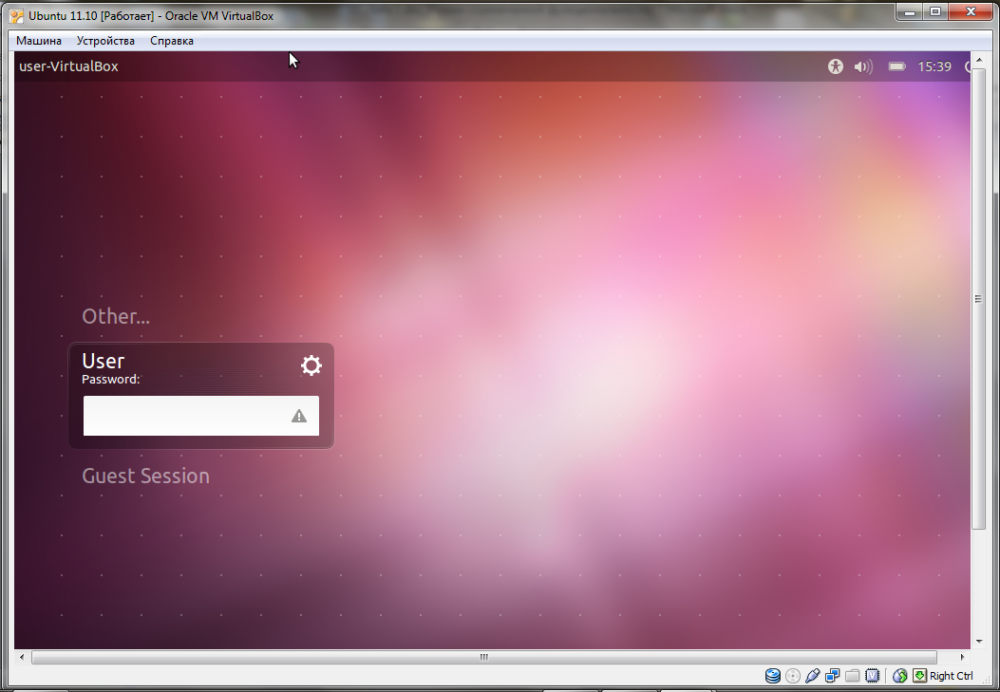 Ubuntu 11.10 [Работает] - Oracle VM VirtualBox
Машина Устройства Справка
user-VirtualBox 15:39
Other...
User
Password:
Guest Session
Right Ctrl